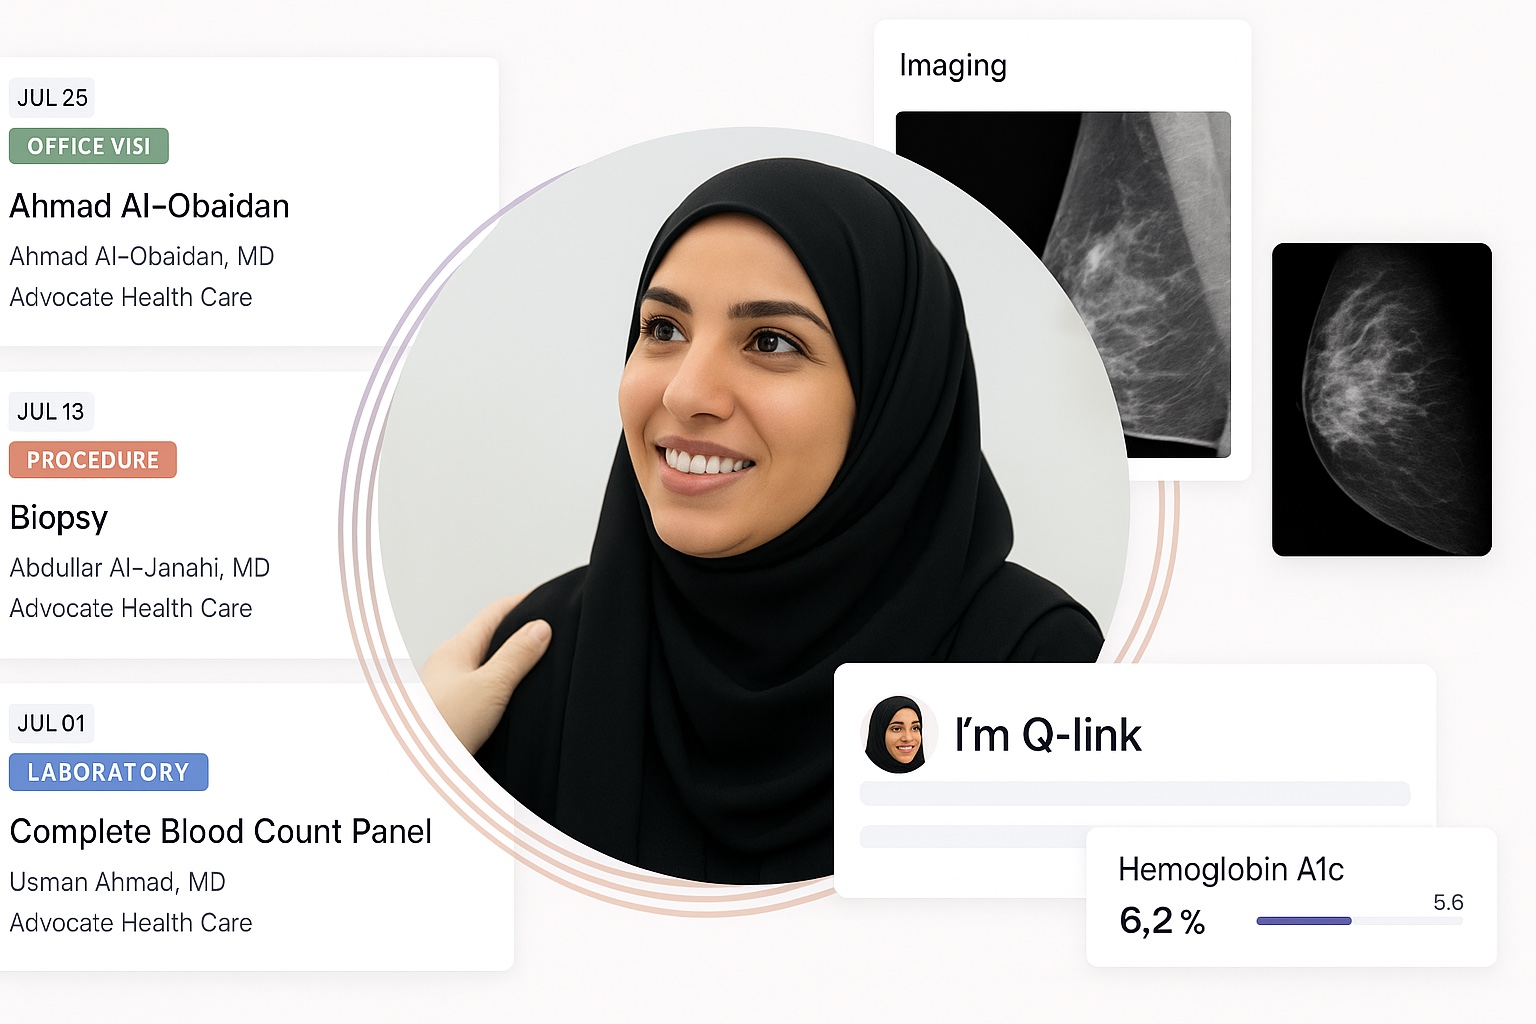 JUL 25
OFFICE VISI
Ahmad Al-Obaidan
Ahmad Al-Obaidan, MD
Advocate Health Care
JUL 13
PROCEDURE
Biopsy
Abdullar Al-Janahi, MD
Advocate Health Care
JUL 01
LABORATORY
Complete Blood Count Panel
Usman Ahmad, MD
Advocate Health Care
Imaging
I'm Q-link
Hemoglobin A1c
5.6
6,2 %